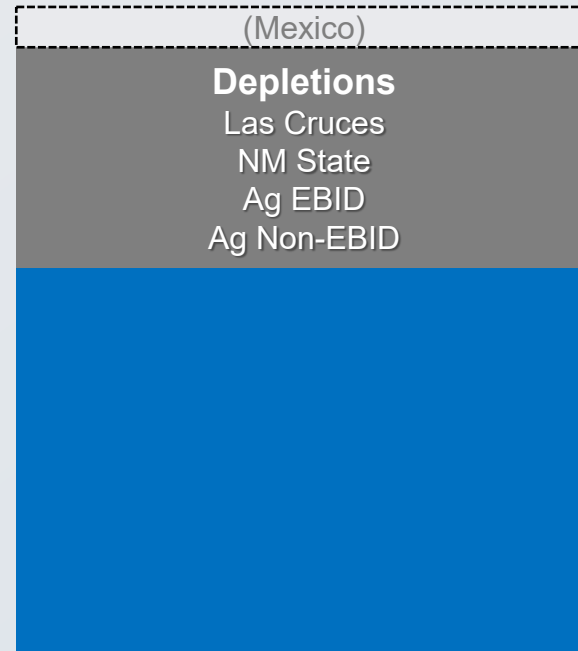 (Mexico)
Depletions
Las Cruces
NM State
Ag EBID
Ag Non-EBID